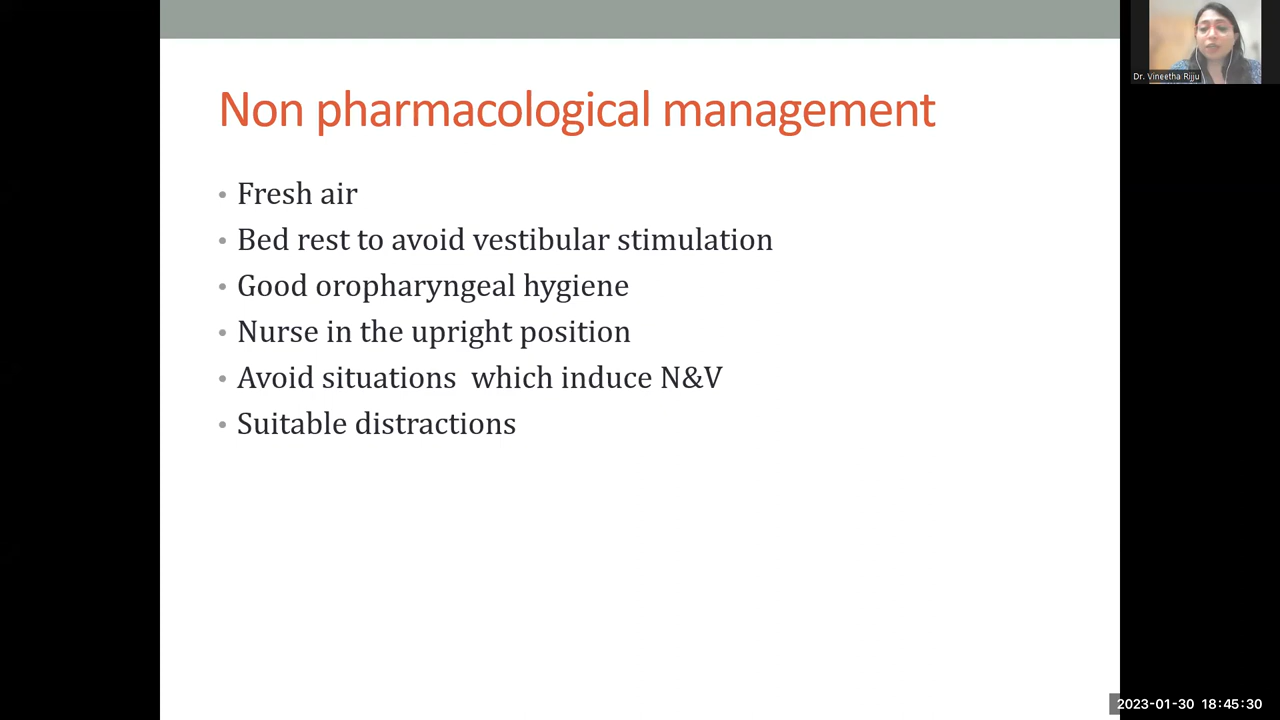 Non pharmacological management
• Fresh air
• Bed rest to avoid vestibular stimulation
• Good oropharyngeal hygiene
• Nurse in the upright position
• Avoid situations  which induce N&V
• Suitable distractions
Dr. Vineetha Rijju
2023-01-30 18:45:30